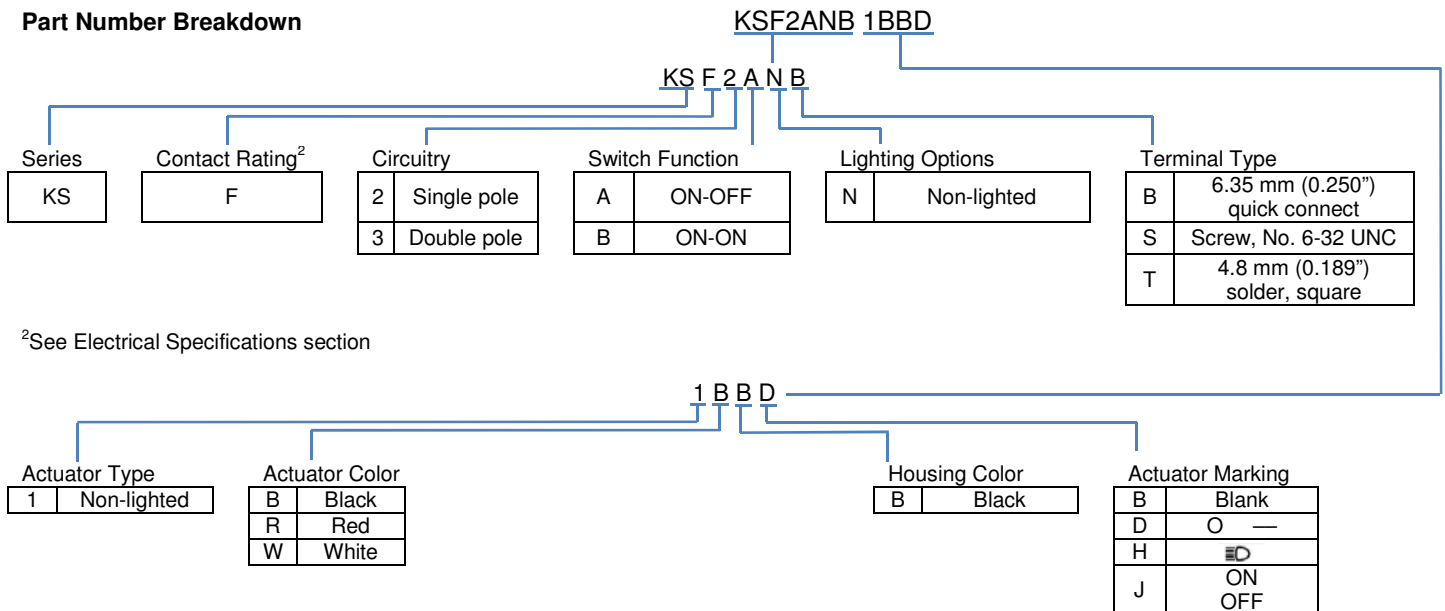 Part Number Breakdown
KSF2ANB 1BBD
KS F 2 A N B
Series
KS
Contact Rating2
F
Circuitry
2 Single pole
3 Double pole
Switch Function
A ON-OFF
B ON-ON
Lighting Options
N Non-lighted
Terminal Type
B 6.35 mm (0.250”)
quick connect
S Screw, No. 6-32 UNC
T 4.8 mm (0.189”)
solder, square
2See Electrical Specifications section
1 B B D
Actuator Type
1 Non-lighted
Actuator Color
B Black
R Red
W White
Housing Color
B Black
Actuator Marking
B Blank
D O —
H
J ON
OFF